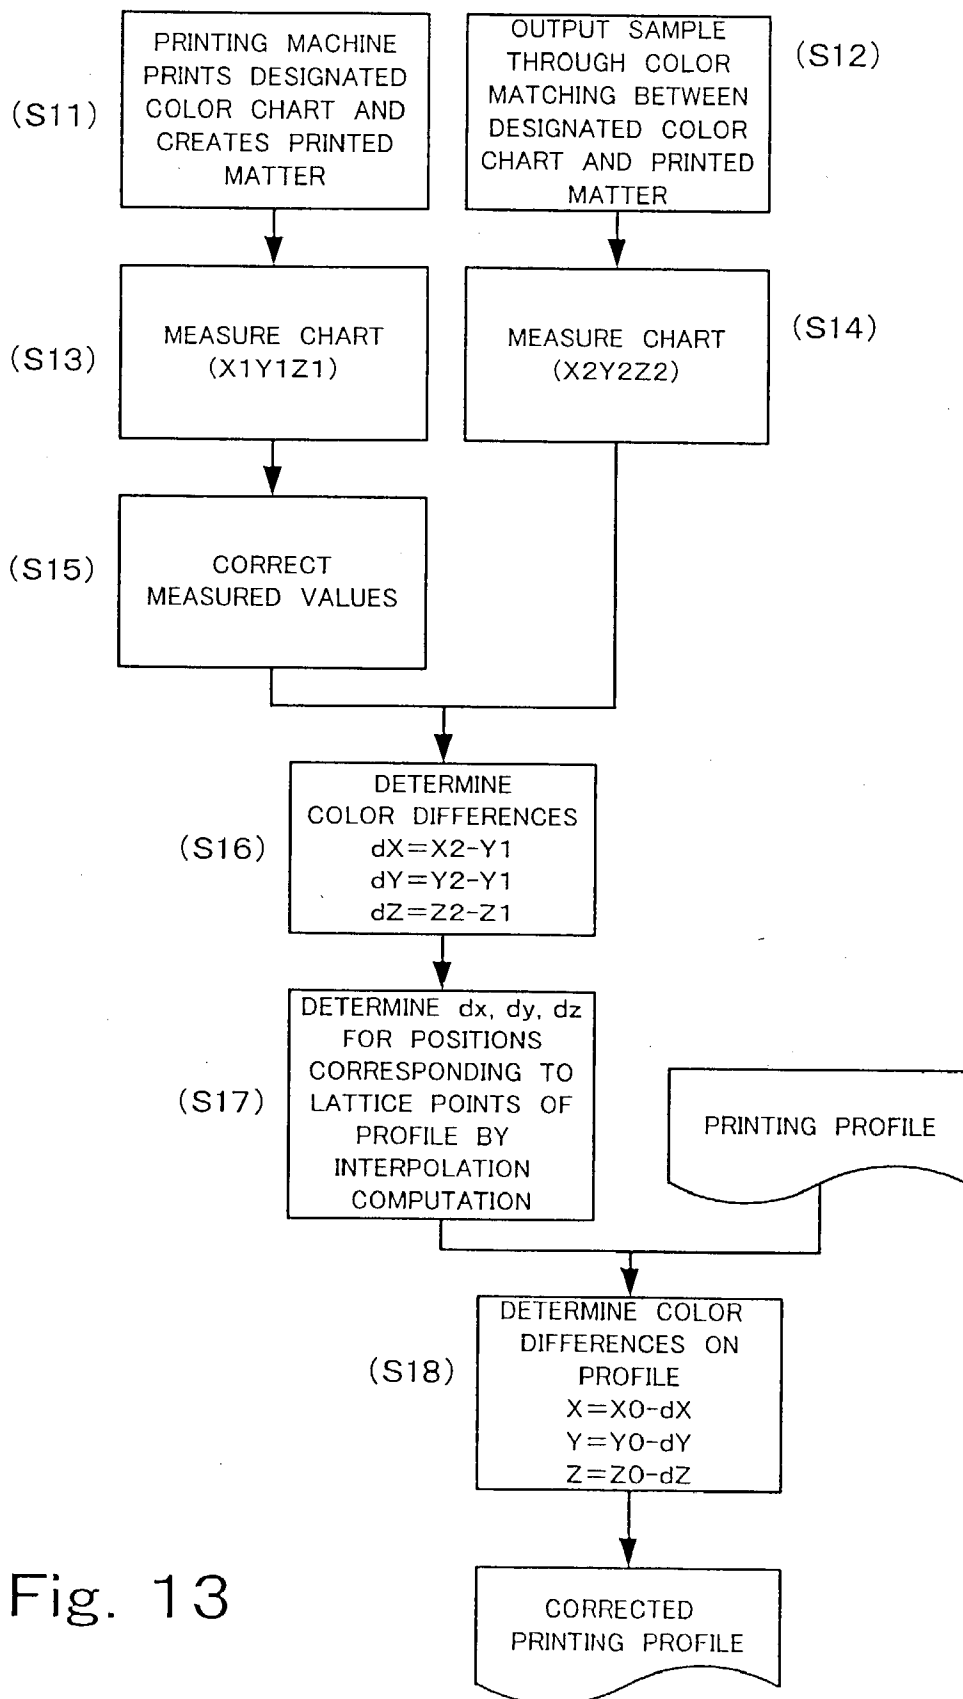 PRINTING MACHINE
PRINTS DESIGNATED
COLOR CHART AND
CREATES PRINTED
MATTER
(S11)
OUTPUT SAMPLE
THROUGH COLOR
MATCHING BETWEEN
DESIGNATED COLOR
CHART AND PRINTED
MATTER
(S12)
MEASURE CHART
(X1Y1Z1)
(S13)
MEASURE CHART
(X2Y2Z2)
(S14)
CORRECT
MEASURED VALUES
(S15)
DETERMINE
COLOR DIFFERENCES
dX=X2-Y1
dY=Y2-Y1
dZ=Z2-Z1
(S16)
DETERMINE dx, dy, dz
FOR POSITIONS
CORRESPONDING TO
LATTICE POINTS OF
PROFILE BY
INTERPOLATION
COMPUTATION
(S17)
PRINTING PROFILE
DETERMINE COLOR
DIFFERENCES ON
PROFILE
X=X0-dX
Y=Y0-dY
Z=Z0-dZ
(S18)
CORRECTED
PRINTING PROFILE
Fig. 13